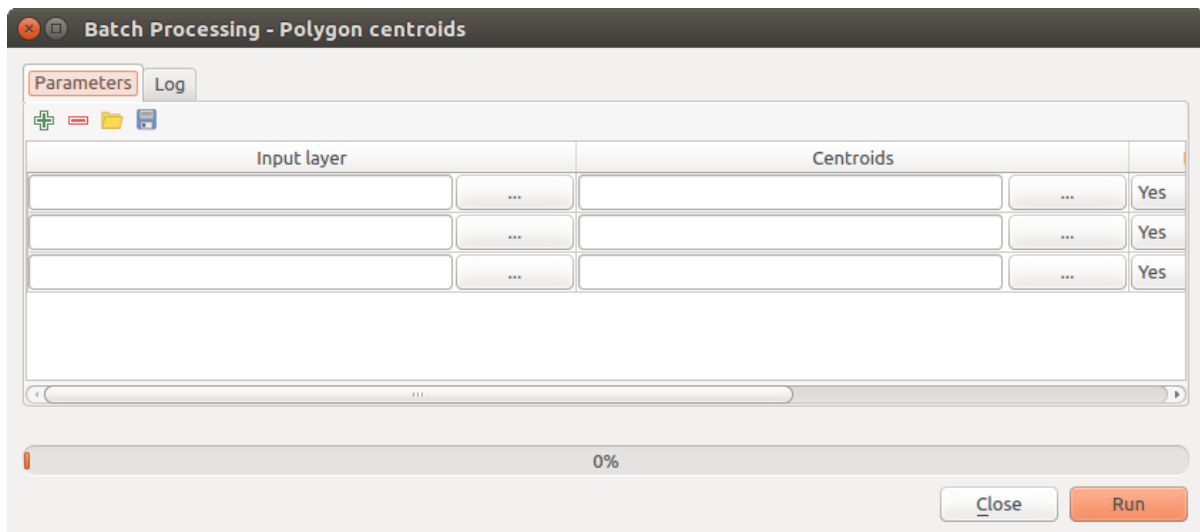 Batch Processing - Polygon centroids
Parameters Log
Input layer Centroids
... ... Yes
... ... Yes
... ... Yes
0%
Close Run